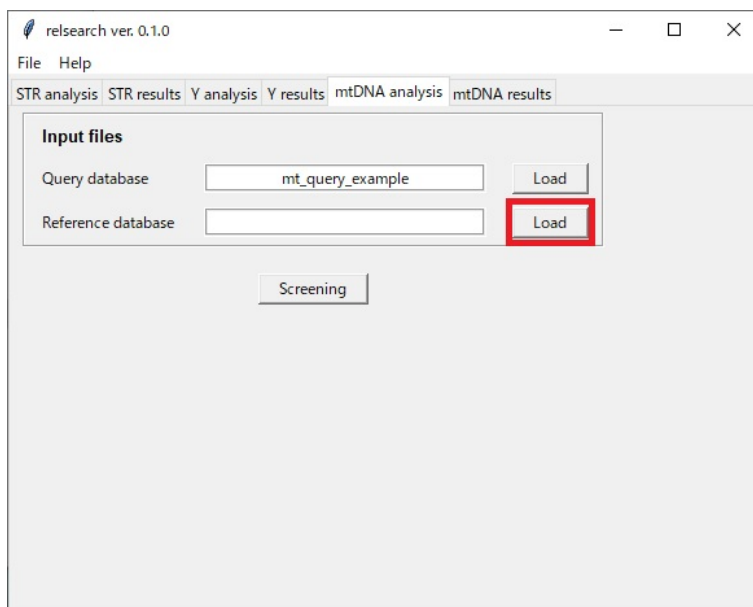 relsearch ver. 0.1.0
File Help
STR analysis STR results Y analysis Y results mtDNA analysis mtDNA results
Input files
Query database mt_query_example Load
Reference database Load
Screening